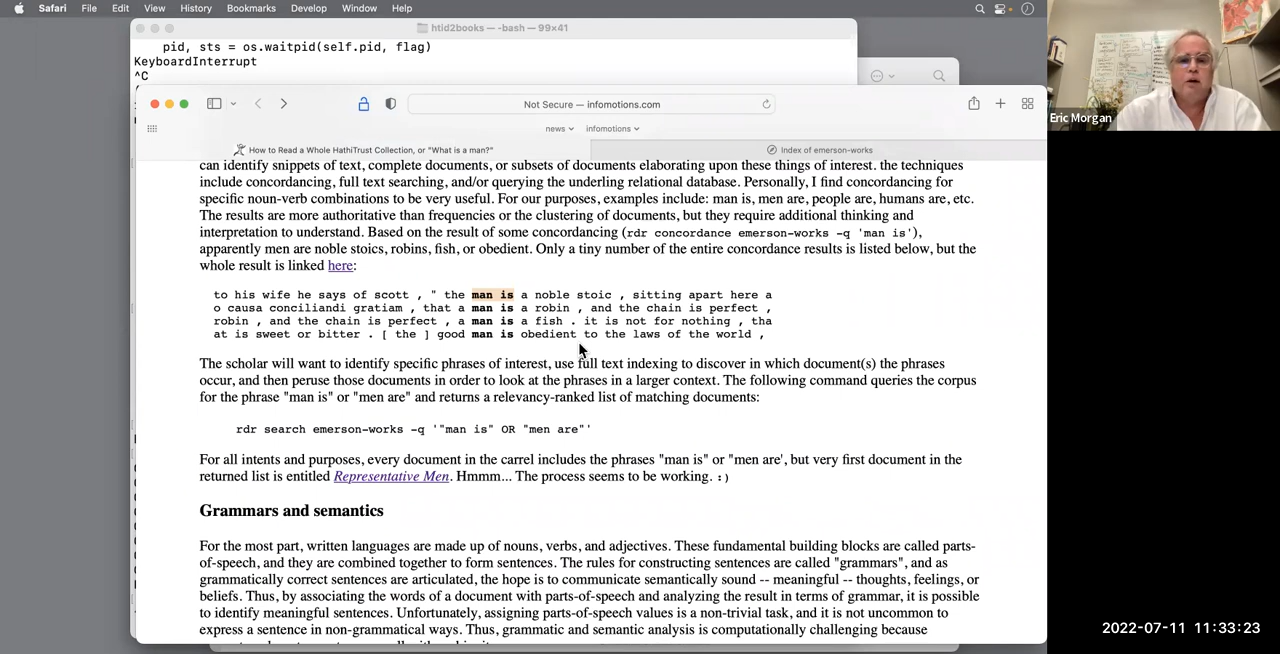 Safari File Edit View History Bookmarks Develop Window Help
htid2books — -bash — 99×41
pid, sts = os.waitpid(self.pid, flag)
KeyboardInterrupt
^C
Not Secure — infomotions.com
news infomotions
How to Read a Whole HathiTrust Collection, or "What is a man?" Index of emerson-works
can identify snippets of text, complete documents, or subsets of documents elaborating upon these things of interest. the techniques
include concordancing, full text searching, and/or querying the underling relational database. Personally, I find concordancing for
specific noun-verb combinations to be very useful. For our purposes, examples include: man is, men are, people are, humans are, etc.
The results are more authoritative than frequencies or the clustering of documents, but they require additional thinking and
interpretation to understand. Based on the result of some concordancing (rdr concordance emerson-works -q 'man is'),
apparently men are noble stoics, robins, fish, or obedient. Only a tiny number of the entire concordance results is listed below, but the
whole result is linked here:
to his wife he says of scott , " the man is a noble stoic , sitting apart here a
o causa conciliandi gratiam , that a man is a robin , and the chain is perfect ,
robin , and the chain is perfect , a man is a fish . it is not for nothing , tha
at is sweet or bitter . [ the ] good man is obedient to the laws of the world ,
The scholar will want to identify specific phrases of interest, use full text indexing to discover in which document(s) the phrases
occur, and then peruse those documents in order to look at the phrases in a larger context. The following command queries the corpus
for the phrase "man is" or "men are" and returns a relevancy-ranked list of matching documents:
rdr search emerson-works -q '"man is" OR "men are"'
For all intents and purposes, every document in the carrel includes the phrases "man is" or "men are', but very first document in the
returned list is entitled Representative Men. Hmmm... The process seems to be working. :)
Grammars and semantics
For the most part, written languages are made up of nouns, verbs, and adjectives. These fundamental building blocks are called parts-
of-speech, and they are combined together to form sentences. The rules for constructing sentences are called "grammars", and as
grammatically correct sentences are articulated, the hope is to communicate semantically sound -- meaningful -- thoughts, feelings, or
beliefs. Thus, by associating the words of a document with parts-of-speech and analyzing the result in terms of grammar, it is possible
to identify meaningful sentences. Unfortunately, assigning parts-of-speech values is a non-trivial task, and it is not uncommon to
express a sentence in non-grammatical ways. Thus, grammatic and semantic analysis is computationally challenging because
Eric Morgan
2022-07-11 11:33:23